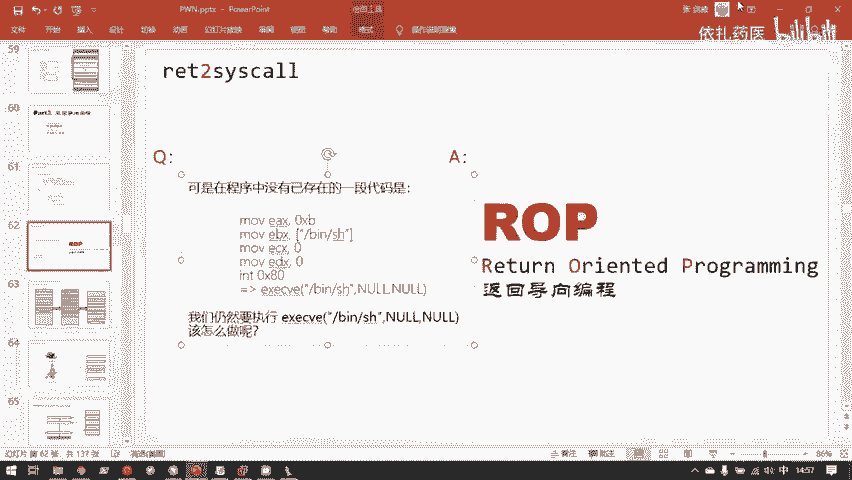 PWN.pptx - PowerPoint
文件 开始 插入 设计 切换 动画 幻灯片放映 审阅 视图 帮助 格式
依扎药医 bilibili
59
60
61
62
63
64
65
ret2syscall
Q:
可是在程序中没有已存在的一段代码是：
mov eax, 0xb
mov ebx, ["/bin/sh"]
mov ecx, 0
mov edx, 0
int 0x80
=> execve("/bin/sh",NULL,NULL)
我们仍然要执行 execve("/bin/sh",NULL,NULL)
该怎么做呢?
A:
ROP
Return Oriented Programming
返回导向编程
幻灯片 第 62 张，共 137 张
备注 批注
86%
中 14:57